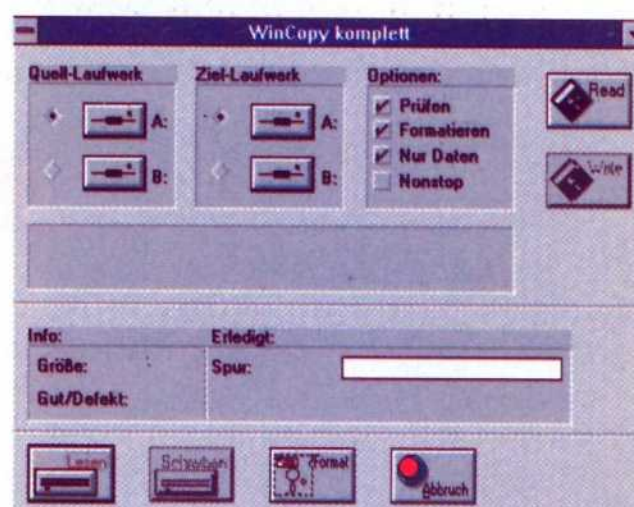 WinCopy komplett
Quell-Laufwerk
Ziel-Laufwerk
Optionen:
A:
B:
A:
B:
Prüfen
Formatieren
Nur Daten
Nonstop
Read
Write
Info:
Erledigt:
Größe:
Spur:
Gut/Defekt:
Lesen
Schreiben
Format
Abbruch